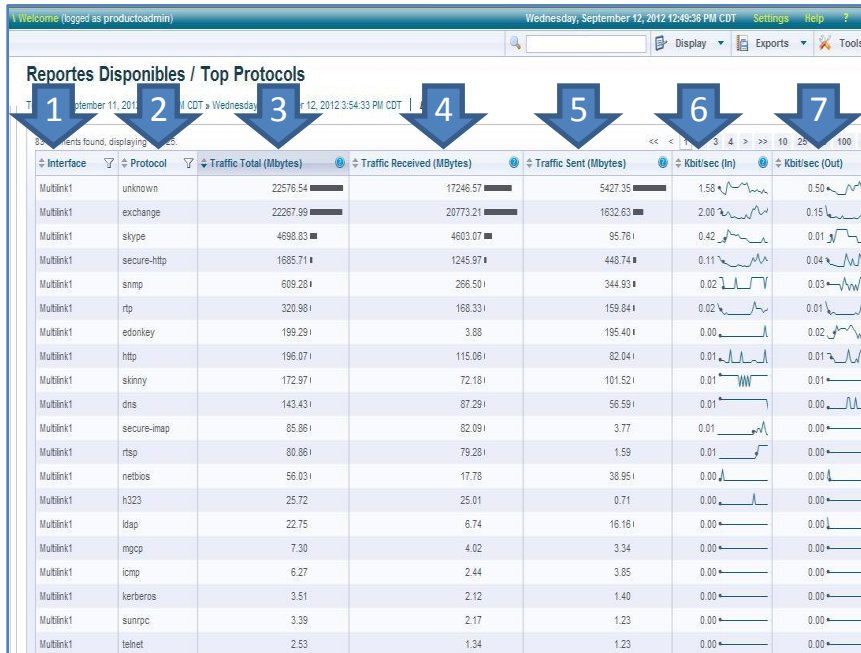 Welcome (logged as productoadmin) Wednesday, September 12, 2012 12:49:36 PM CDT Settings Help ?
Display Exports Tools
Reportes Disponibles / Top Protocols
1 2 3 4 5 6 7
September 11, 2012 M CDT » Wednesday 12, 2012 3:54:33 PM CDT
found, displaying << < 1 3 4 > >> 10 25 100
Interface Protocol Traffic Total (Mbytes) Traffic Received (MBytes) Traffic Sent (Mbytes) Kbit/sec (In) Kbit/sec (Out)
Multilink1 unknown 22576.54 17246.57 5427.35 1.58 0.50
Multilink1 exchange 22267.99 20773.21 1632.63 2.00 0.15
Multilink1 skype 4698.83 4603.07 95.76 0.42 0.01
Multilink1 secure-http 1685.71 1245.97 448.74 0.11 0.04
Multilink1 snmp 609.28 266.50 344.93 0.02 0.03
Multilink1 rtp 320.98 168.33 159.84 0.02 0.01
Multilink1 edonkey 199.29 3.88 195.40 0.00 0.02
Multilink1 http 196.07 115.06 82.04 0.01 0.01
Multilink1 skinny 172.97 72.18 101.52 0.01 0.01
Multilink1 dns 143.43 87.29 56.59 0.01 0.00
Multilink1 secure-imap 85.86 82.09 3.77 0.01 0.00
Multilink1 rtsp 80.86 79.28 1.59 0.01 0.00
Multilink1 netbios 56.03 17.78 38.95 0.00 0.00
Multilink1 h323 25.72 25.01 0.71 0.00 0.00
Multilink1 ldap 22.75 6.74 16.16 0.00 0.00
Multilink1 mgcp 7.30 4.02 3.34 0.00 0.00
Multilink1 icmp 6.27 2.44 3.85 0.00 0.00
Multilink1 kerberos 3.51 2.12 1.40 0.00 0.00
Multilink1 sunrpc 3.39 2.17 1.23 0.00 0.00
Multilink1 telnet 2.53 1.34 1.23 0.00 0.00